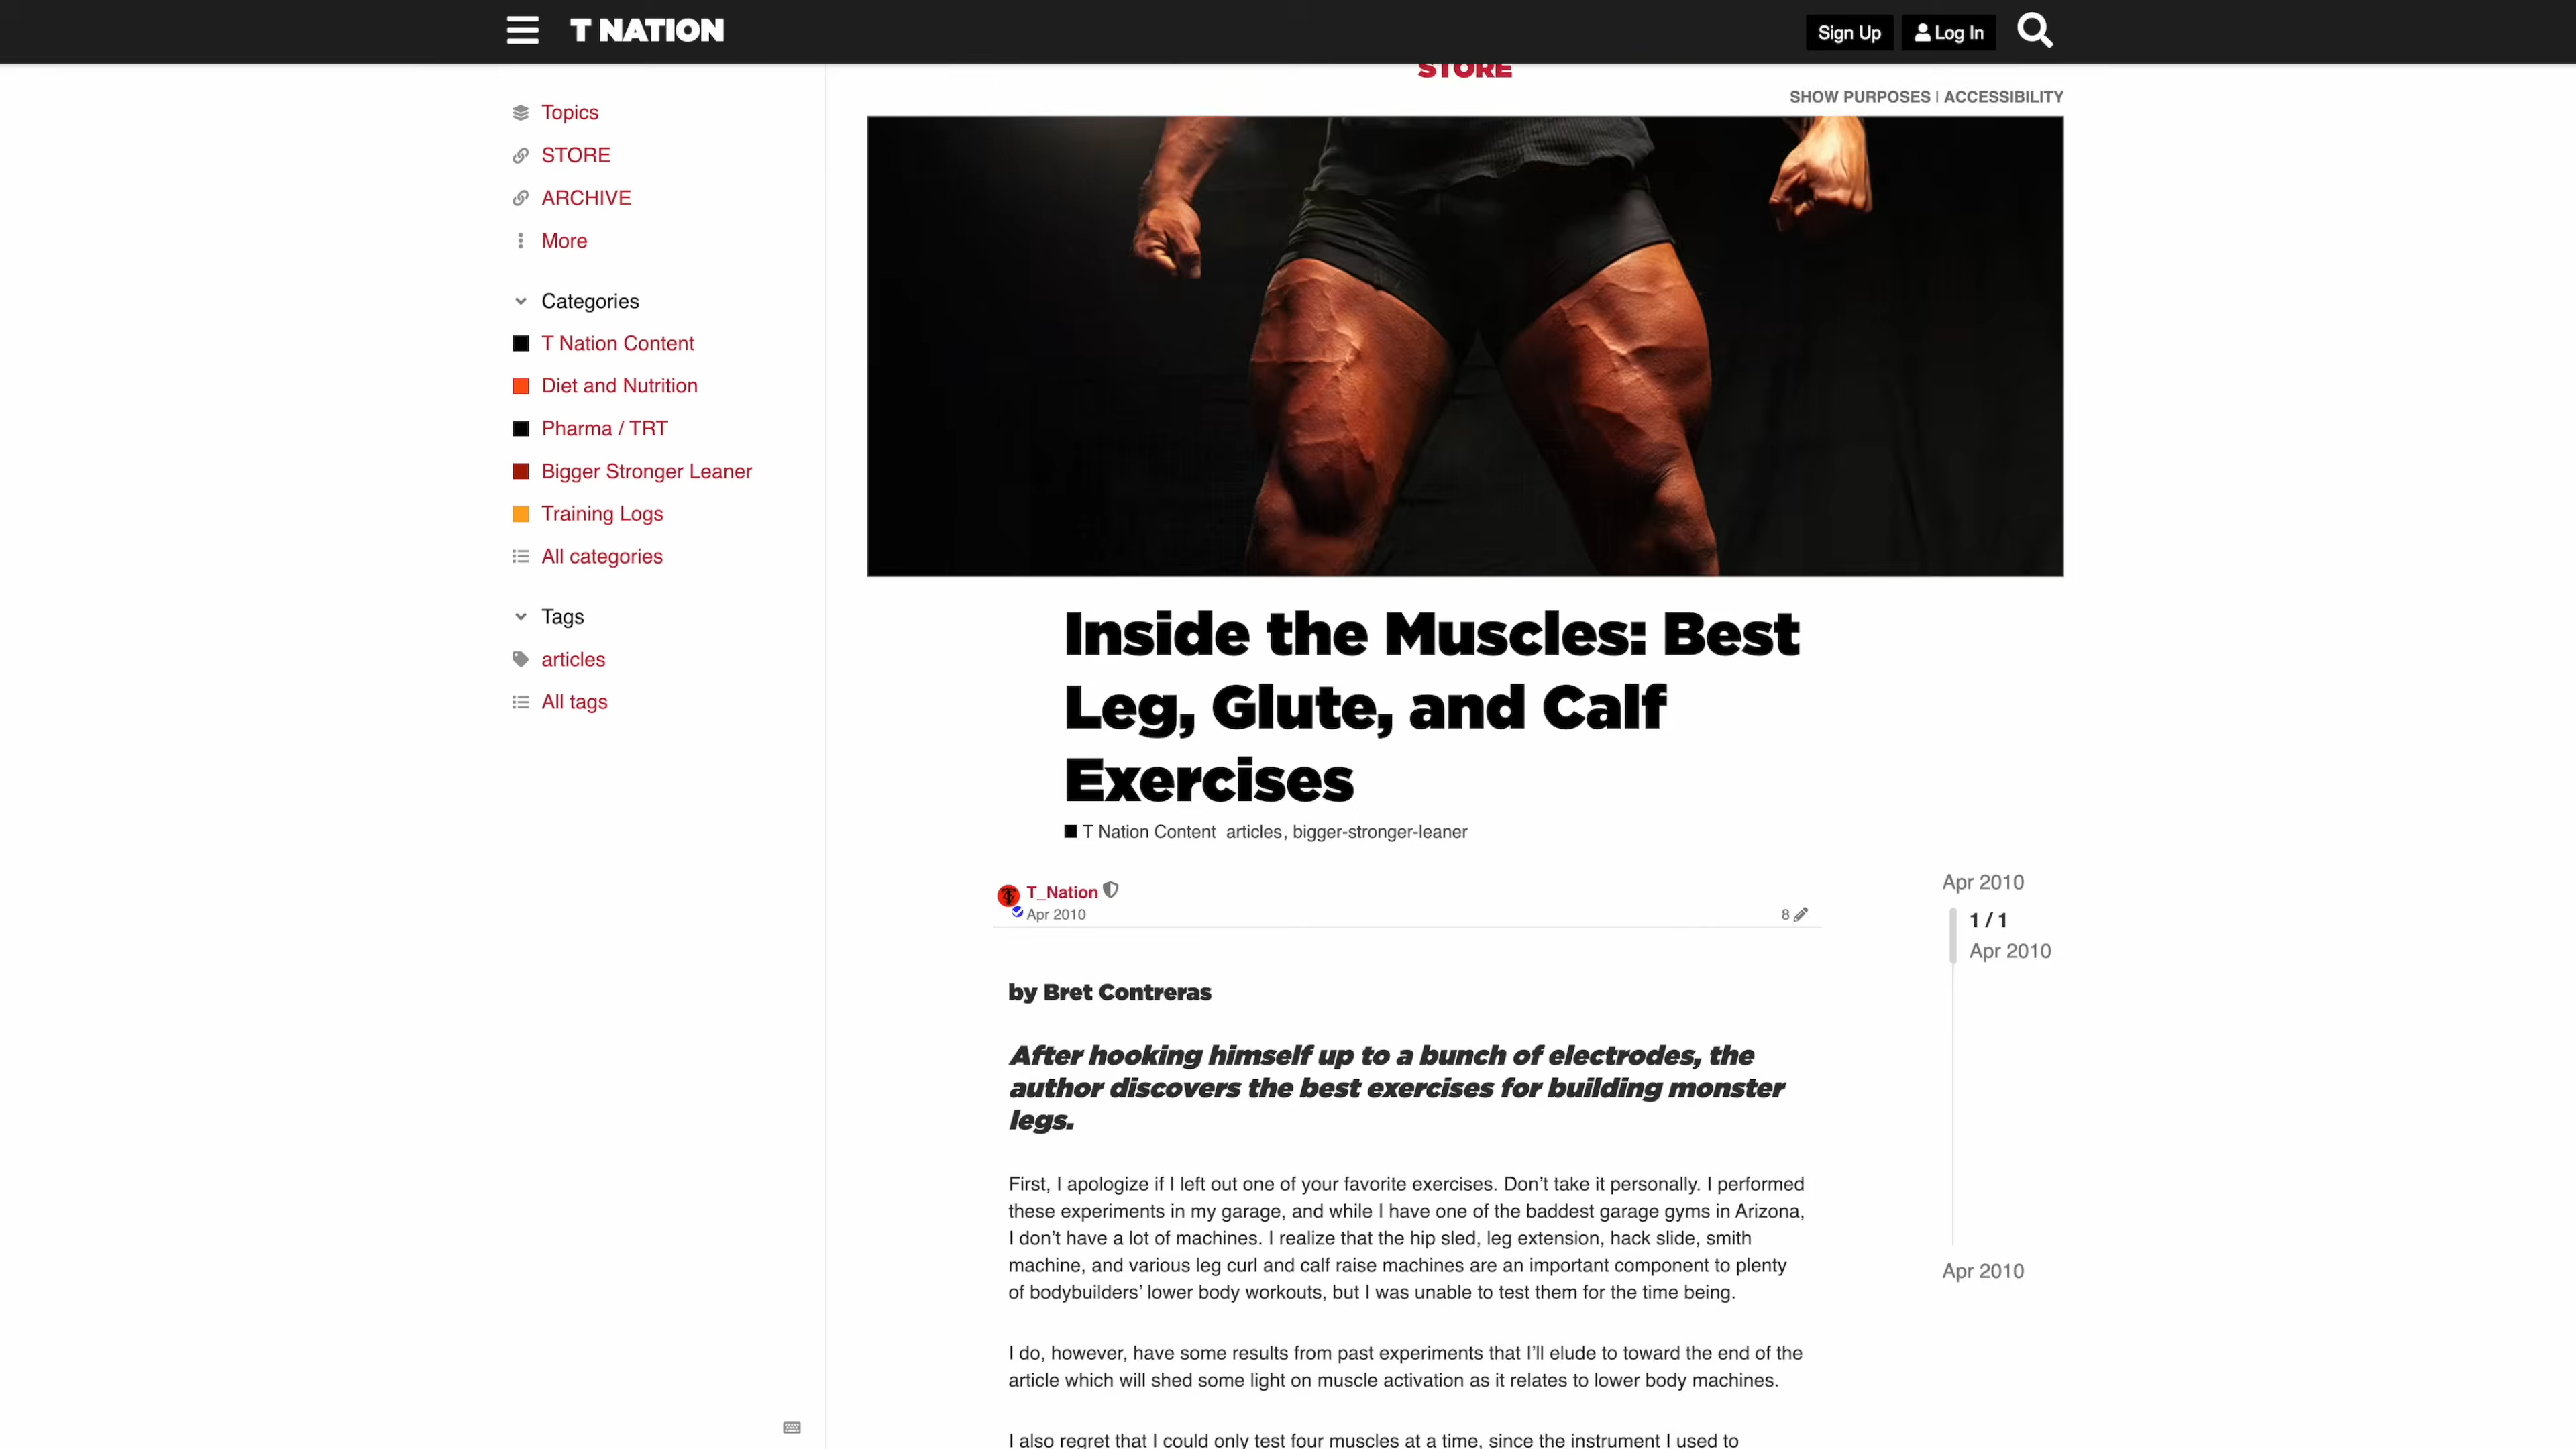 T NATION
Sign Up
Log In
STORE
SHOW PURPOSES | ACCESSIBILITY
Topics
STORE
ARCHIVE
More
Categories
T Nation Content
Diet and Nutrition
Pharma / TRT
Bigger Stronger Leaner
Training Logs
All categories
Tags
articles
All tags
Inside the Muscles: Best
Leg, Glute, and Calf
Exercises
T Nation Content articles, bigger-stronger-leaner
T_Nation
Apr 2010
8
Apr 2010
1 / 1
Apr 2010
Apr 2010
by Bret Contreras
After hooking himself up to a bunch of electrodes, the
author discovers the best exercises for building monster
legs.
First, I apologize if I left out one of your favorite exercises. Don’t take it personally. I performed
these experiments in my garage, and while I have one of the baddest garage gyms in Arizona,
I don’t have a lot of machines. I realize that the hip sled, leg extension, hack slide, smith
machine, and various leg curl and calf raise machines are an important component to plenty
of bodybuilders’ lower body workouts, but I was unable to test them for the time being.
I do, however, have some results from past experiments that I’ll elude to toward the end of the
article which will shed some light on muscle activation as it relates to lower body machines.
I also regret that I could only test four muscles at a time, since the instrument I used to